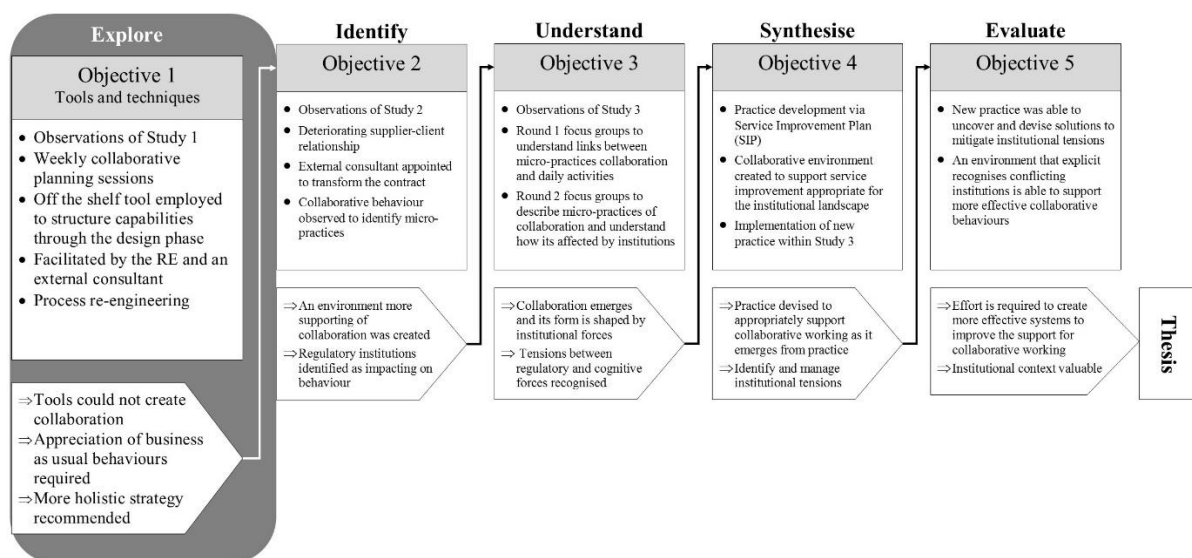 Explore
Objective 1
Tools and techniques
• Observations of Study 1
• Weekly collaborative
planning sessions
• Off the shelf tool employed
to structure capabilities
through the design phase
• Facilitated by the RE and an
external consultant
• Process re-engineering
⇒Tools could not create
collaboration
⇒Appreciation of business
as usual behaviours
required
⇒More holistic strategy
recommended
Identify
Objective 2
• Observations of Study 2
• Deteriorating supplier-client
relationship
• External consultant appointed
to transform the contract
• Collaborative behaviour
observed to identify micro-
practices
⇒An environment more
supporting of
collaboration was created
⇒Regulatory institutions
identified as impacting on
behaviour
Understand
Objective 3
• Observations of Study 3
• Round 1 focus groups to
understand links between
micro-practices collaboration
and daily activities
• Round 2 focus groups to
describe micro-practices of
collaboration and understand
how its affected by institutions
⇒Collaboration emerges
and its form is shaped by
institutional forces
⇒ Tensions between
regulatory and cognitive
forces recognised
Synthesise
Objective 4
• Practice development via
Service Improvement Plan
(SIP)
• Collaborative environment
created to support service
improvement appropriate for
the institutional landscape
• Implementation of new
practice within Study 3
⇒Practice devised to
appropriately support
collaborative working as it
emerges from practice
⇒Identify and manage
institutional tensions
Evaluate
Objective 5
• New practice was able to
uncover and devise solutions to
mitigate institutional tensions
• An environment that explicit
recognises conflicting
institutions is able to support
more effective collaborative
behaviours
⇒Effort is required to create
more effective systems to
improve the support for
collaborative working
⇒Institutional context valuable
Thesis